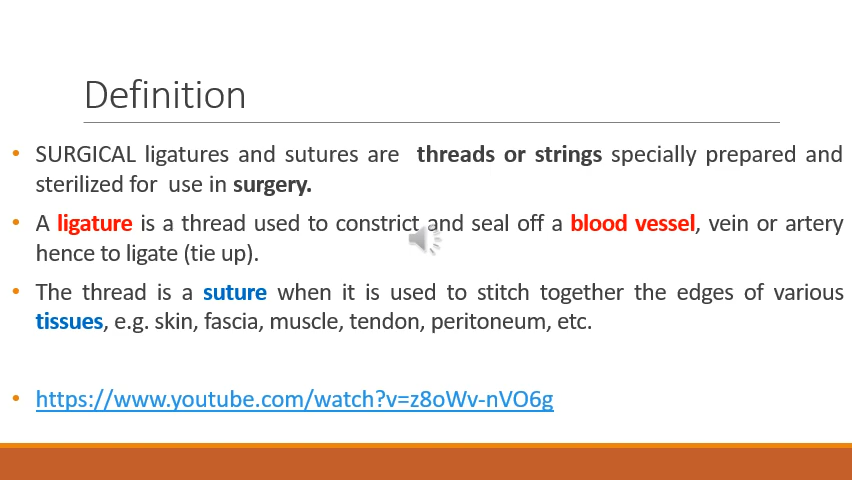 Definition
• SURGICAL ligatures and sutures are threads or strings specially prepared and
sterilized for use in surgery.
• A ligature is a thread used to constrict and seal off a blood vessel, vein or artery
hence to ligate (tie up).
• The thread is a suture when it is used to stitch together the edges of various
tissues, e.g. skin, fascia, muscle, tendon, peritoneum, etc.
• https://www.youtube.com/watch?v=z8oWv-nVO6g